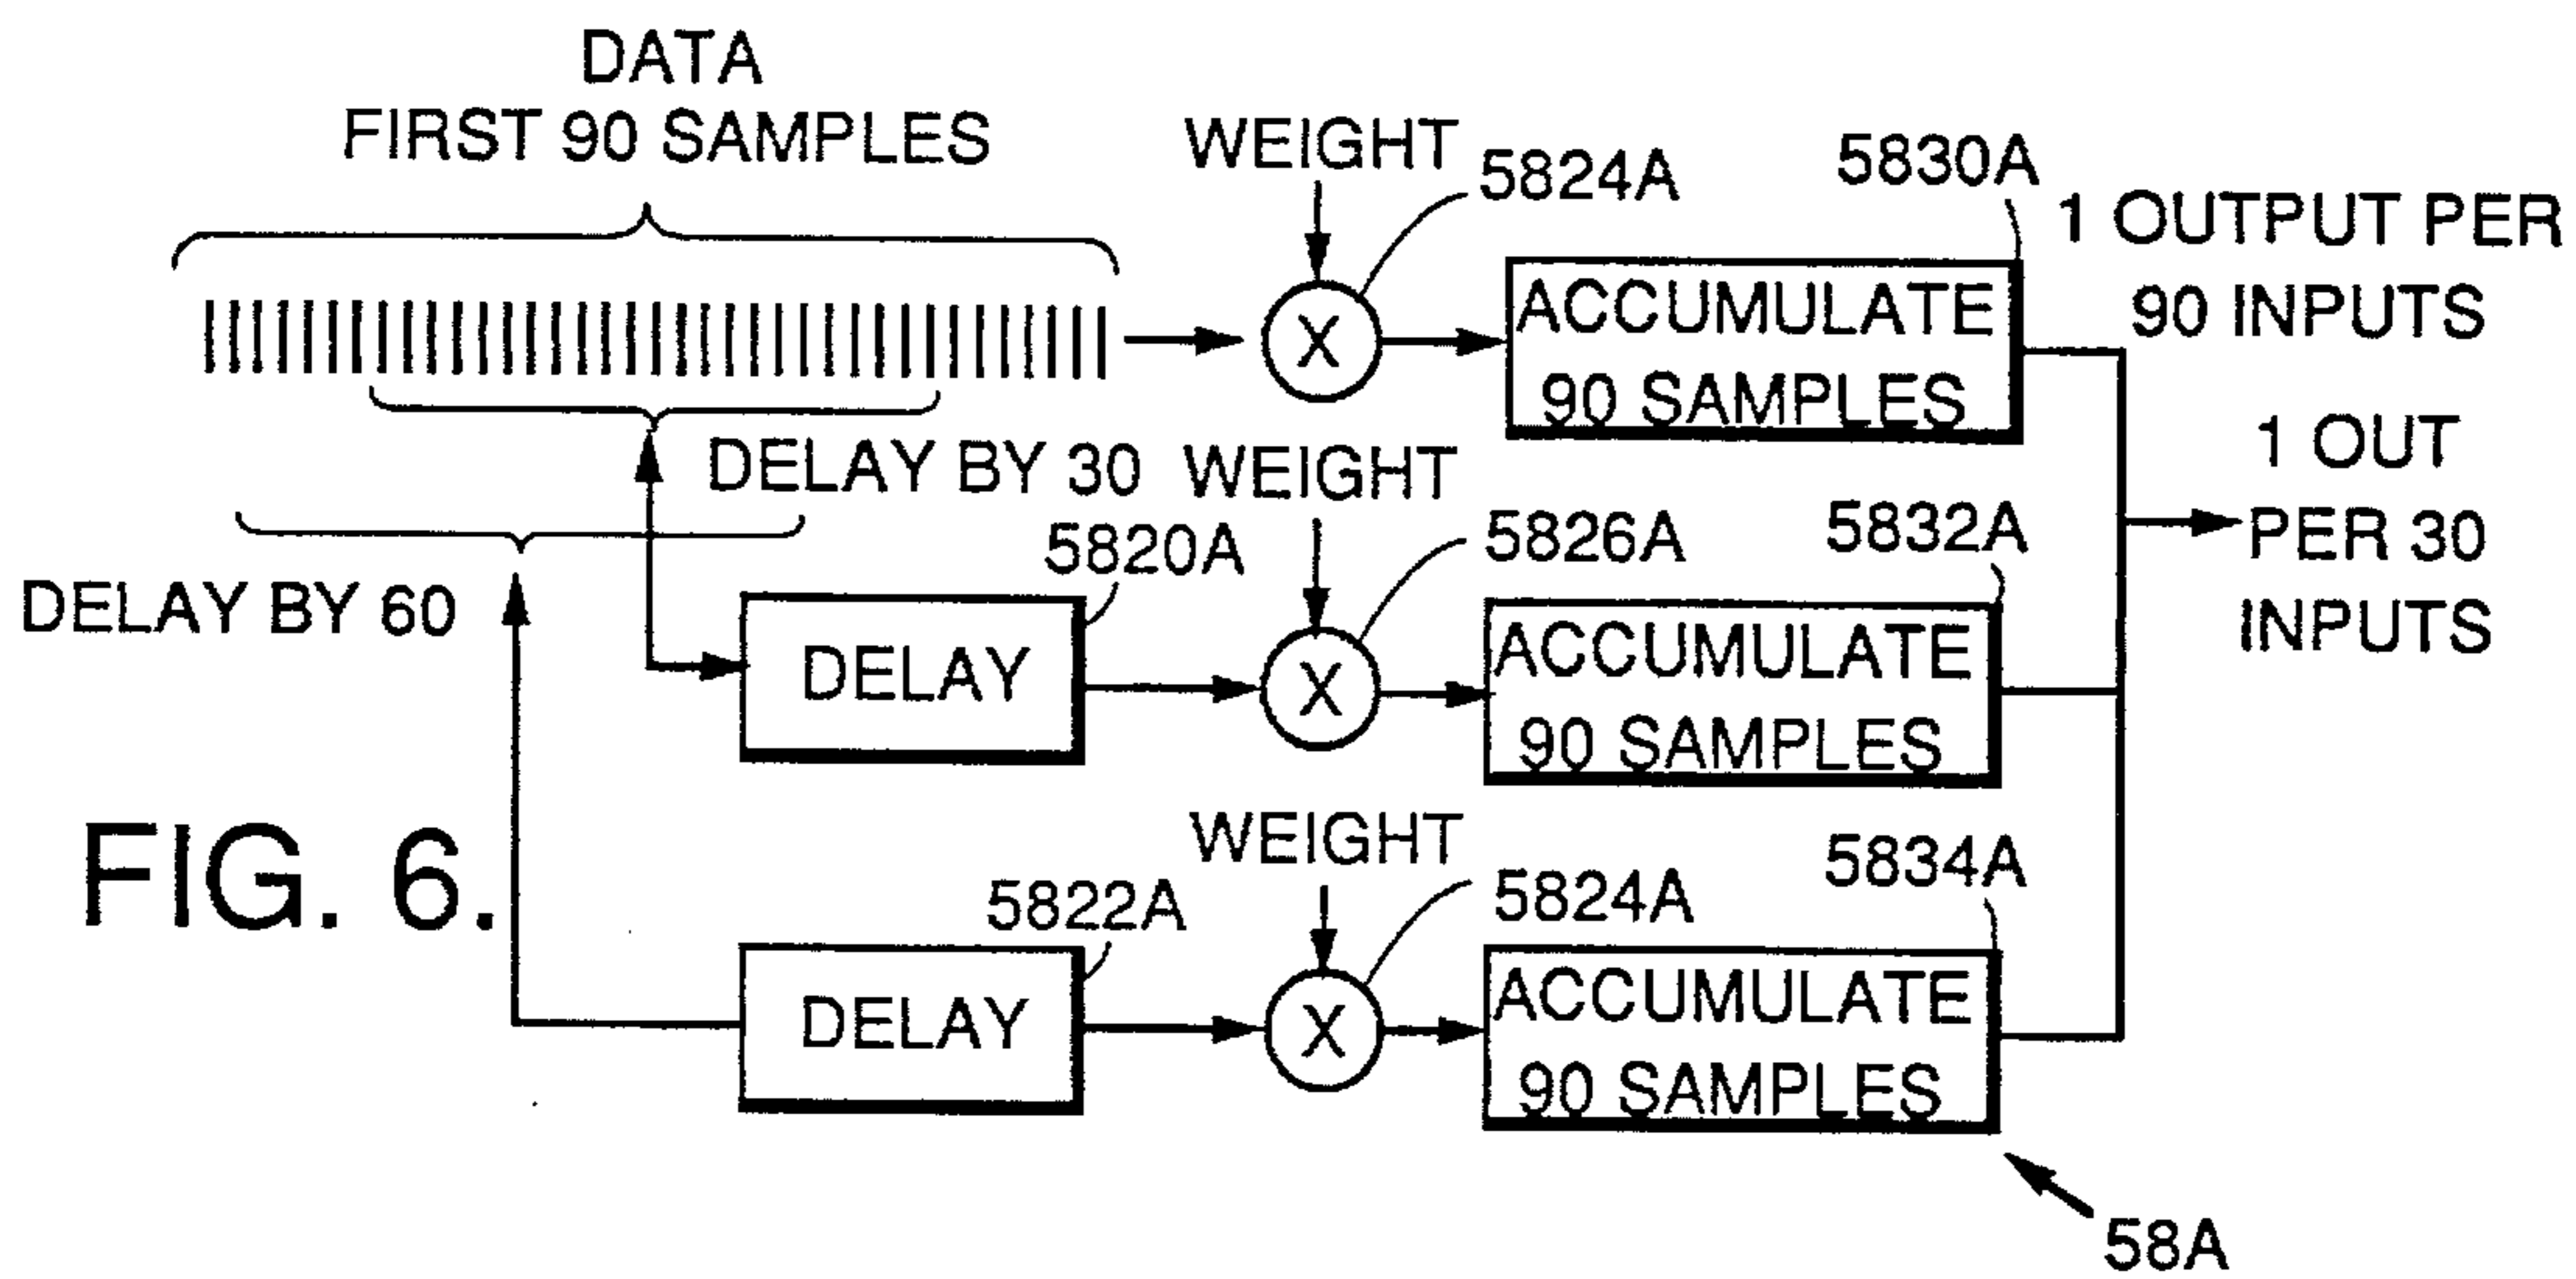 DATA
FIRST 90 SAMPLES
WEIGHT
5824A
5830A
1 OUTPUT PER
90 INPUTS
X
ACCUMULATE
90 SAMPLES
1 OUT
PER 30
INPUTS
DELAY BY 30
WEIGHT
5820A
5826A
5832A
DELAY BY 60
DELAY
X
ACCUMULATE
90 SAMPLES
FIG. 6.
WEIGHT
5822A
5824A
5834A
DELAY
X
ACCUMULATE
90 SAMPLES
58A